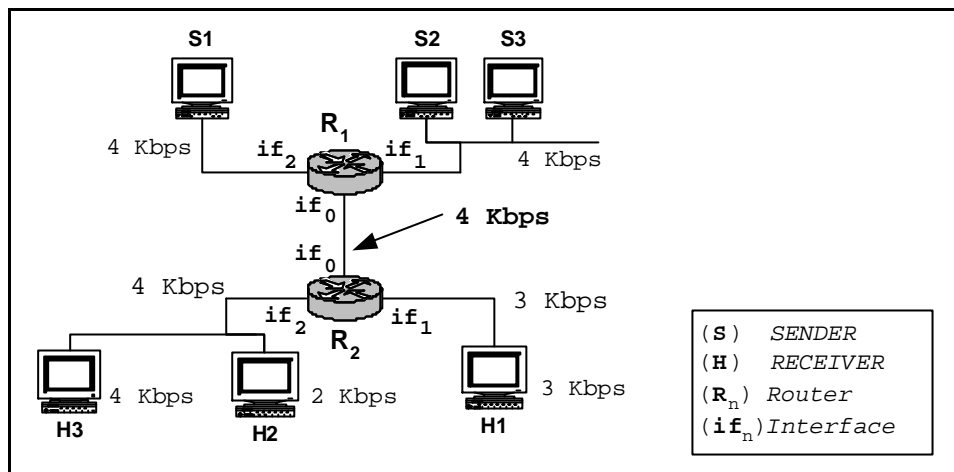 S1
S2
S3
R1
4 Kbps
if2
if1
4 Kbps
if0
4 Kbps
if0
4 Kbps
3 Kbps
if2
if1
R2
4 Kbps
2 Kbps
3 Kbps
H3
H2
H1
(S) SENDER
(H) RECEIVER
(Rn) Router
(ifn)Interface